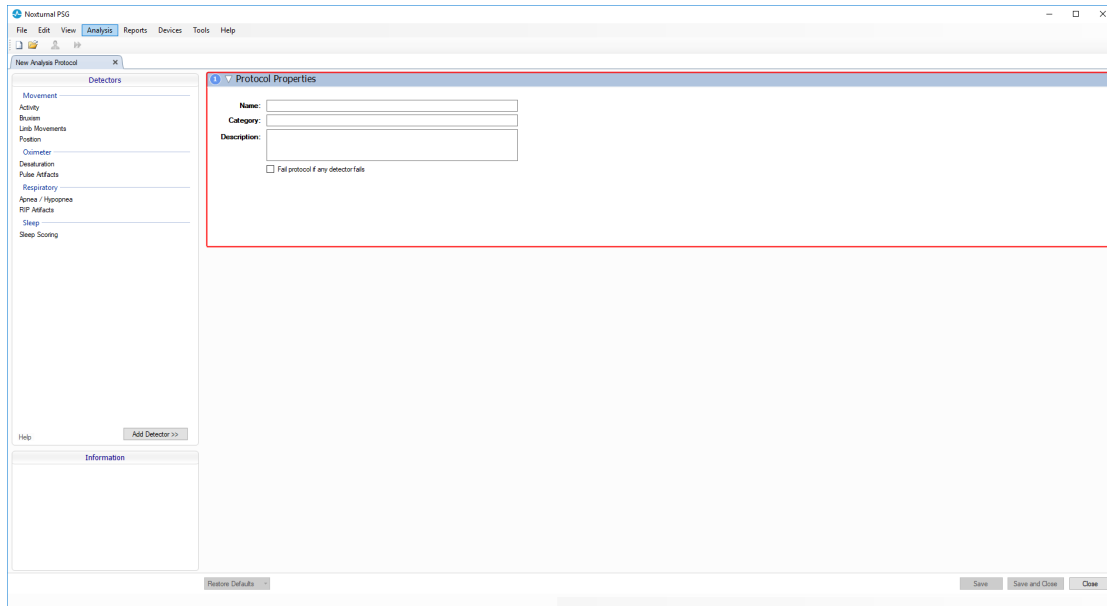 Noxturnal PSG
File Edit View Analysis Reports Devices Tools Help
New Analysis Protocol
Detectors
Movement
Activity
Bruxism
Limb Movements
Position
Oximeter
Desaturation
Pulse Artifacts
Respiratory
Apnea / Hypopnea
RIP Artifacts
Sleep
Sleep Scoring
Help
Add Detector >>
Information
1 Protocol Properties
Name:
Category:
Description:
Fail protocol if any detector fails
Restore Defaults
Save Save and Close Close